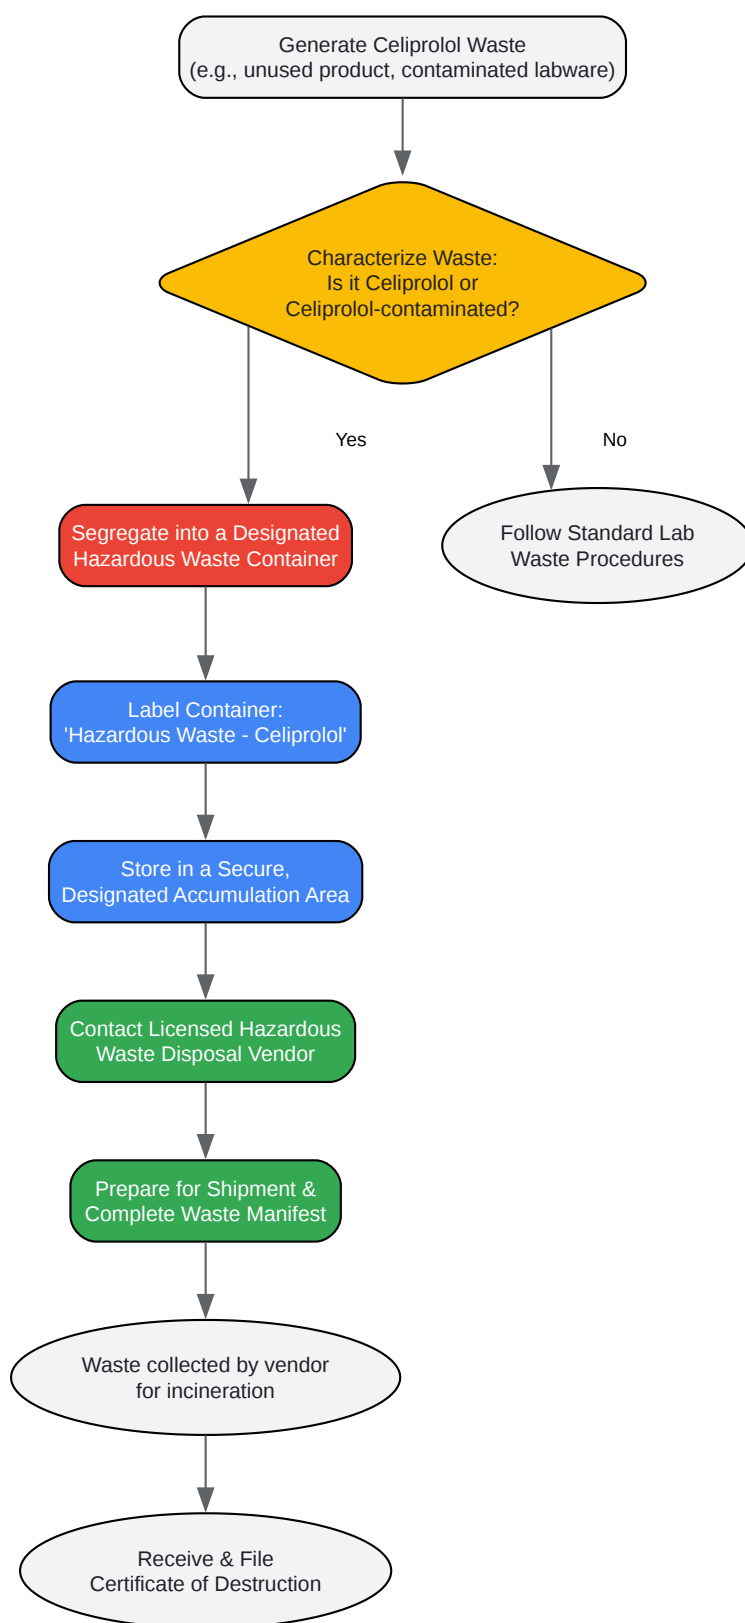 Generate Celiprolol Waste
(e.g., unused product, contaminated labware)
Characterize Waste:
Is it Celiprolol or
Celiprolol-contaminated?
Yes
No
Segregate into a Designated
Hazardous Waste Container
Follow Standard Lab
Waste Procedures
Label Container:
'Hazardous Waste - Celiprolol'
Store in a Secure,
Designated Accumulation Area
Contact Licensed Hazardous
Waste Disposal Vendor
Prepare for Shipment &
Complete Waste Manifest
Waste collected by vendor
for incineration
Receive & File
Certificate of Destruction